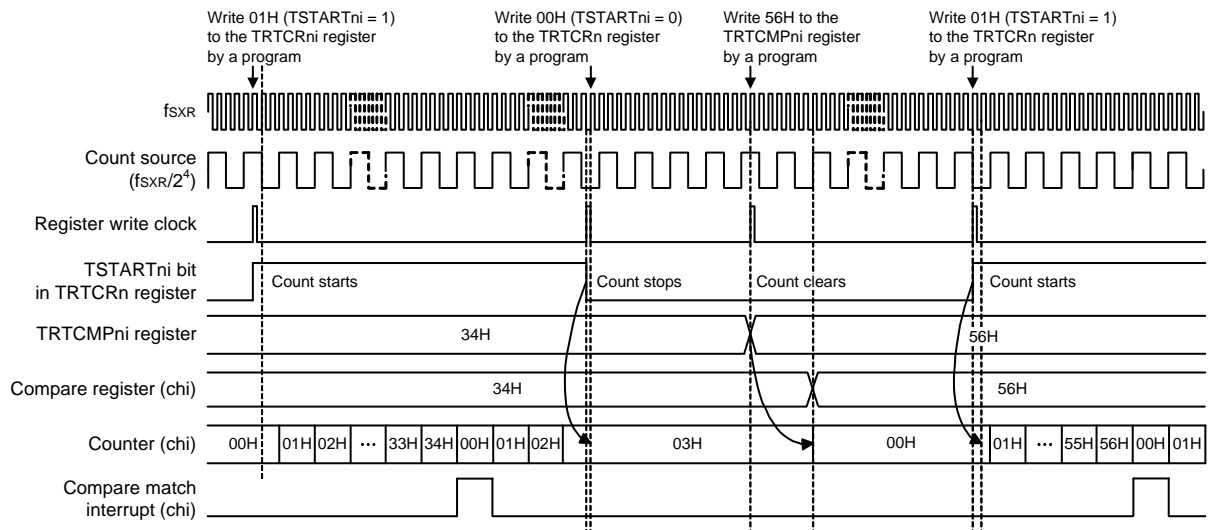 Write 01H (TSTARTni = 1)
to the TRTCRni register
by a program
Write 00H (TSTARTni = 0)
to the TRTCRn register
by a program
Write 56H to the
TRTCMPni register
by a program
Write 01H (TSTARTni = 1)
to the TRTCRn register
by a program
fSXR
Count source
(fSXR/2⁴)
Register write clock
TSTARTni bit
in TRTCRn register
Count starts
Count stops
Count clears
Count starts
TRTCMPni register
34H
56H
Compare register (chi)
34H
56H
Counter (chi)
00H 01H 02H ... 33H 34H 00H 01H 02H 03H 00H 01H ... 55H 56H 00H 01H
Compare match
interrupt (chi)